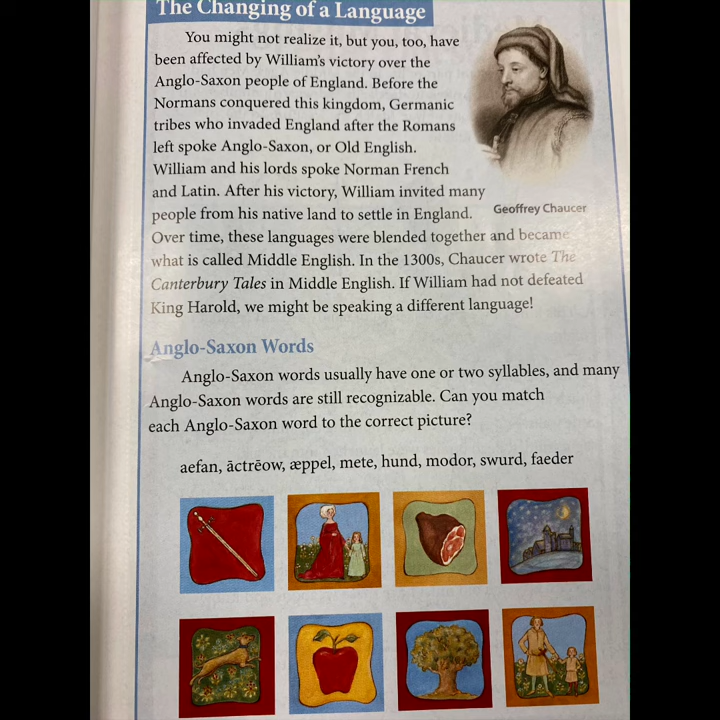 The Changing of a Language
You might not realize it, but you, too, have
been affected by William's victory over the
Anglo-Saxon people of England. Before the
Normans conquered this kingdom, Germanic
tribes who invaded England after the Romans
left spoke Anglo-Saxon, or Old English.
William and his lords spoke Norman French
and Latin. After his victory, William invited many
people from his native land to settle in England.
Geoffrey Chaucer
Over time, these languages were blended together and became
what is called Middle English. In the 1300s, Chaucer wrote The
Canterbury Tales in Middle English. If William had not defeated
King Harold, we might be speaking a different language!
Anglo-Saxon Words
Anglo-Saxon words usually have one or two syllables, and many
Anglo-Saxon words are still recognizable. Can you match
each Anglo-Saxon word to the correct picture?
aefan, āctrēow, æppel, mete, hund, modor, swurd, faeder